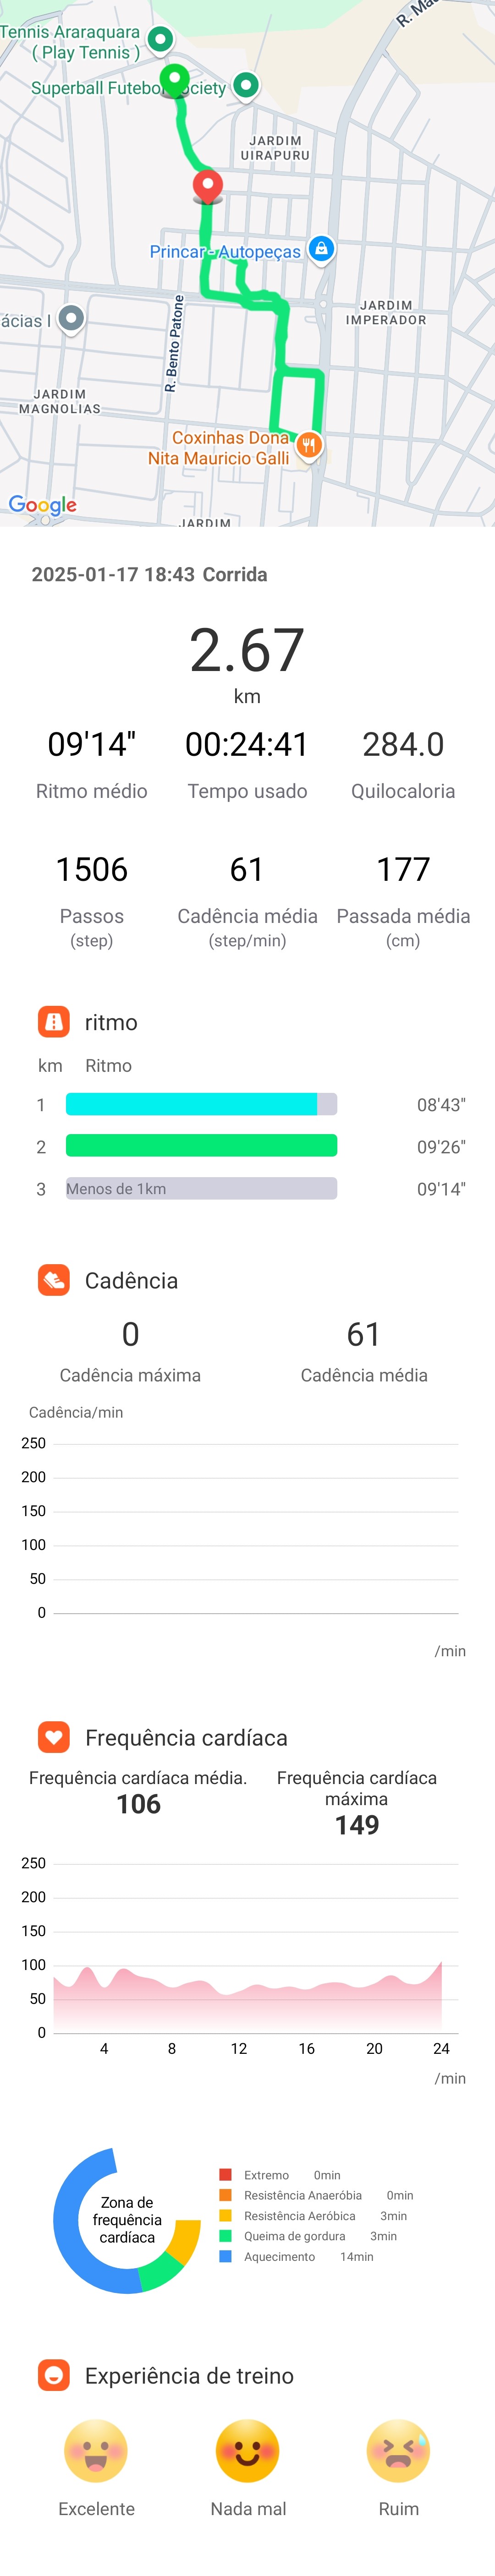 R. Mau
Tennis Araraquara
( Play Tennis )
Superball Futebol Society
JARDIM
UIRAPURU
Princar - Autopeças
ácias I
JARDIM
IMPERADOR
R. Bento Patone
JARDIM
MAGNOLIAS
Coxinhas Dona
Nita Mauricio Galli
Google
JARDIM
2025-01-17 18:43 Corrida
2.67
km
09'14" 00:24:41 284.0
Ritmo médio Tempo usado Quilocaloria
1506 61 177
Passos Cadência média Passada média
(step) (step/min) (cm)
ritmo
km Ritmo
1 08'43"
2 09'26"
3 Menos de 1km 09'14"
Cadência
0 61
Cadência máxima Cadência média
Cadência/min
250
200
150
100
50
0
/min
Frequência cardíaca
Frequência cardíaca média.
106
Frequência cardíaca
máxima
149
250
200
150
100
50
0
4 8 12 16 20 24
/min
Zona de
frequência
cardíaca
Extremo 0min
Resistência Anaeróbia 0min
Resistência Aeróbica 3min
Queima de gordura 3min
Aquecimento 14min
Experiência de treino
Excelente Nada mal Ruim